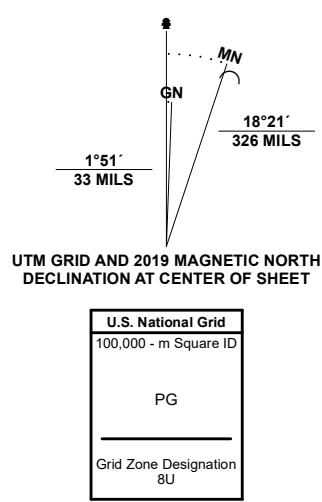 MN
GN
18°21´
326 MILS
1°51´
33 MILS
UTM GRID AND 2019 MAGNETIC NORTH
DECLINATION AT CENTER OF SHEET
U.S. National Grid
100,000 - m Square ID
PG
Grid Zone Designation
8U